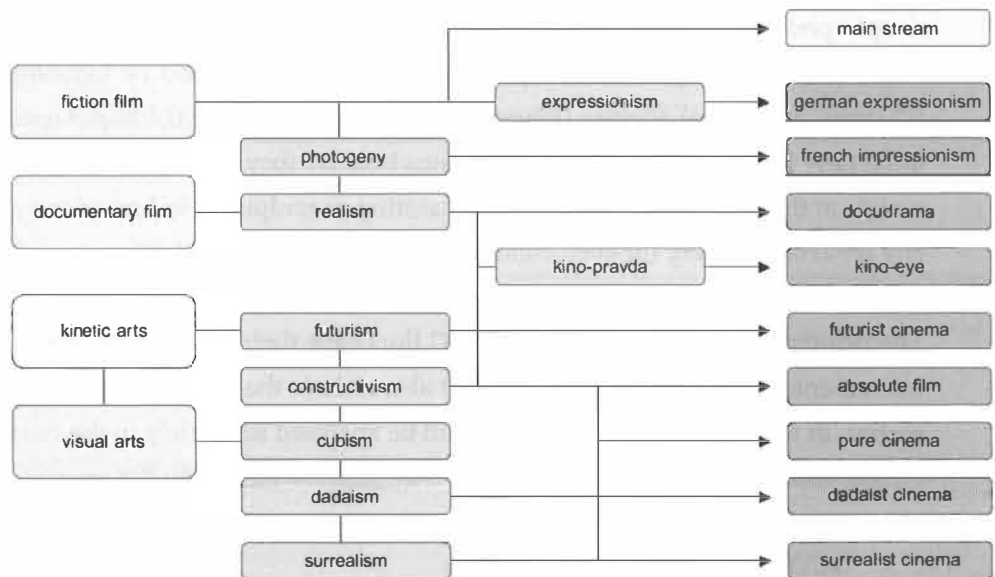 main stream
fiction film
expressionism
german expressionism
photogeny
french impressionism
documentary film
realism
docudrama
kino-pravda
kino-eye
kinetic arts
futurism
futurist cinema
constructivism
absolute film
visual arts
cubism
pure cinema
dadaism
dadaist cinema
surrealism
surrealist cinema